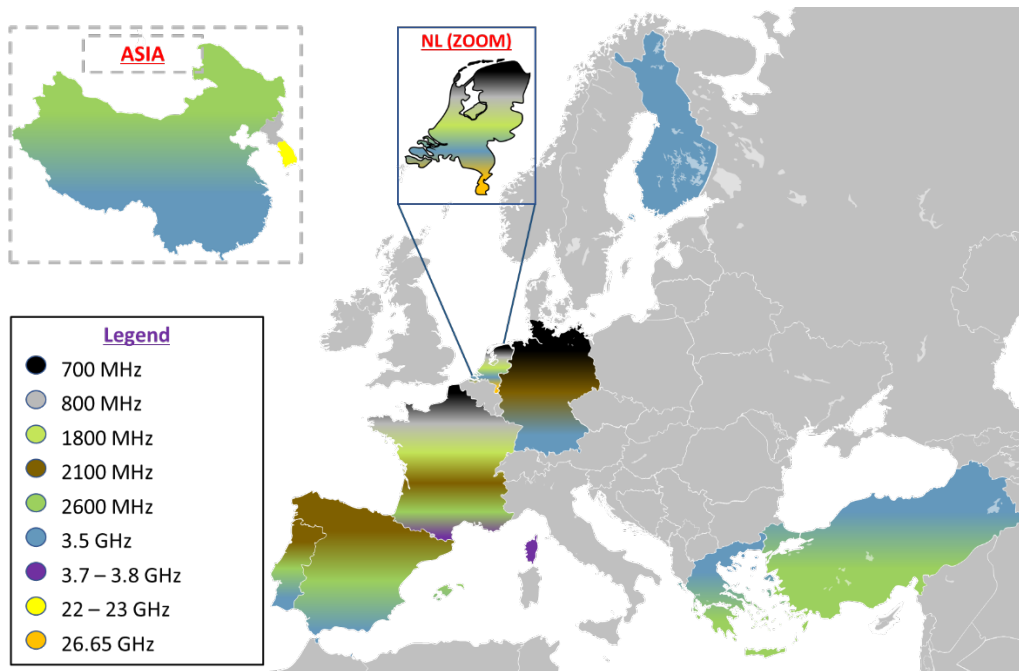 ASIA
NL (ZOOM)
Legend
700 MHz
800 MHz
1800 MHz
2100 MHz
2600 MHz
3.5 GHz
3.7 – 3.8 GHz
22 – 23 GHz
26.65 MHz